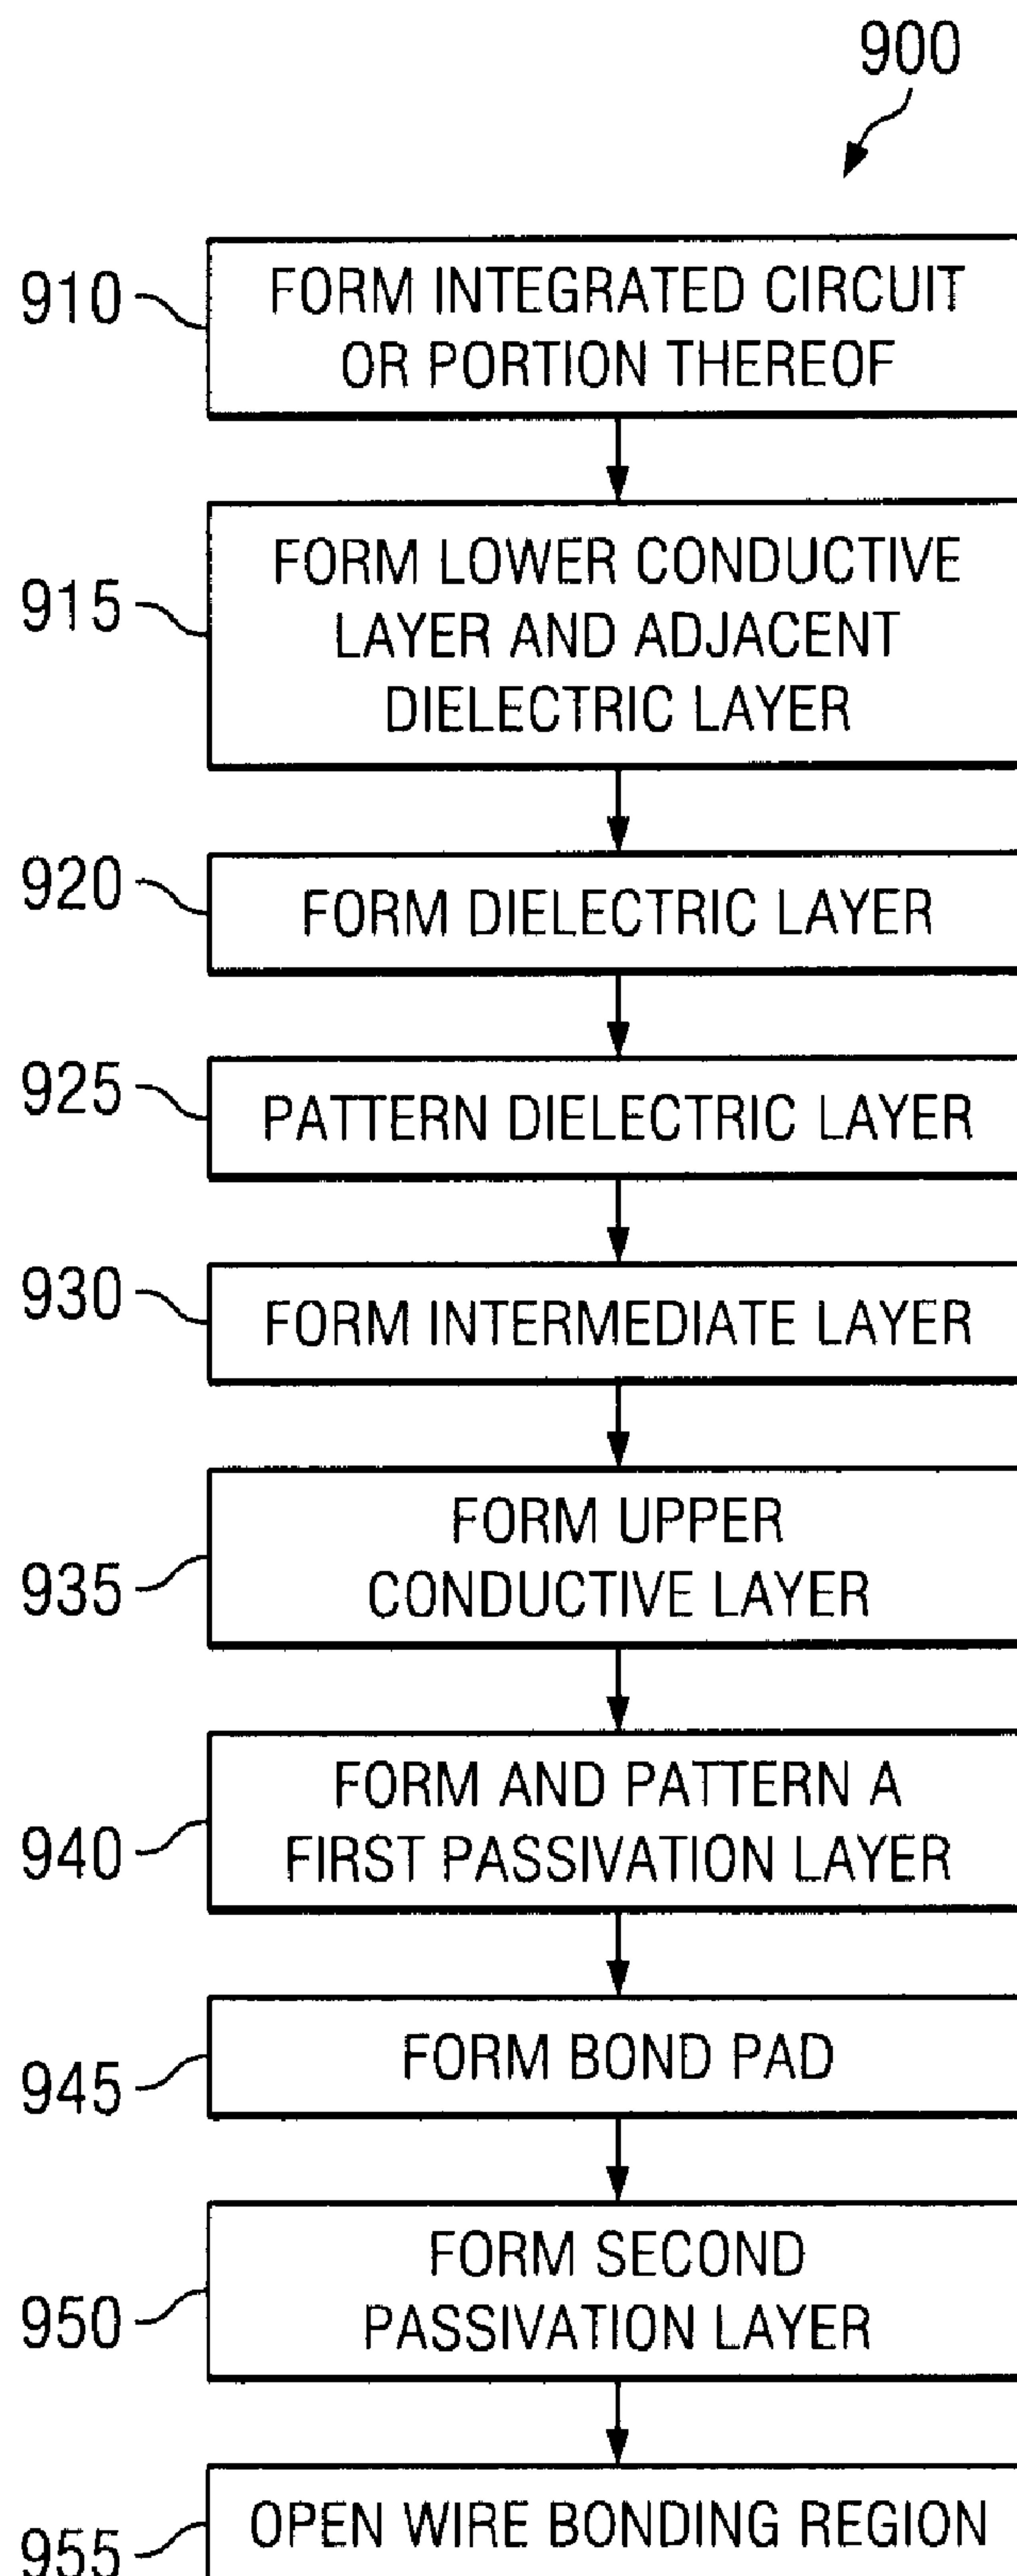 900
910
FORM INTEGRATED CIRCUIT
OR PORTION THEREOF
915
FORM LOWER CONDUCTIVE
LAYER AND ADJACENT
DIELECTRIC LAYER
920
FORM DIELECTRIC LAYER
925
PATTERN DIELECTRIC LAYER
930
FORM INTERMEDIATE LAYER
935
FORM UPPER
CONDUCTIVE LAYER
940
FORM AND PATTERN A
FIRST PASSIVATION LAYER
945
FORM BOND PAD
950
FORM SECOND
PASSIVATION LAYER
955
OPEN WIRE BONDING REGION